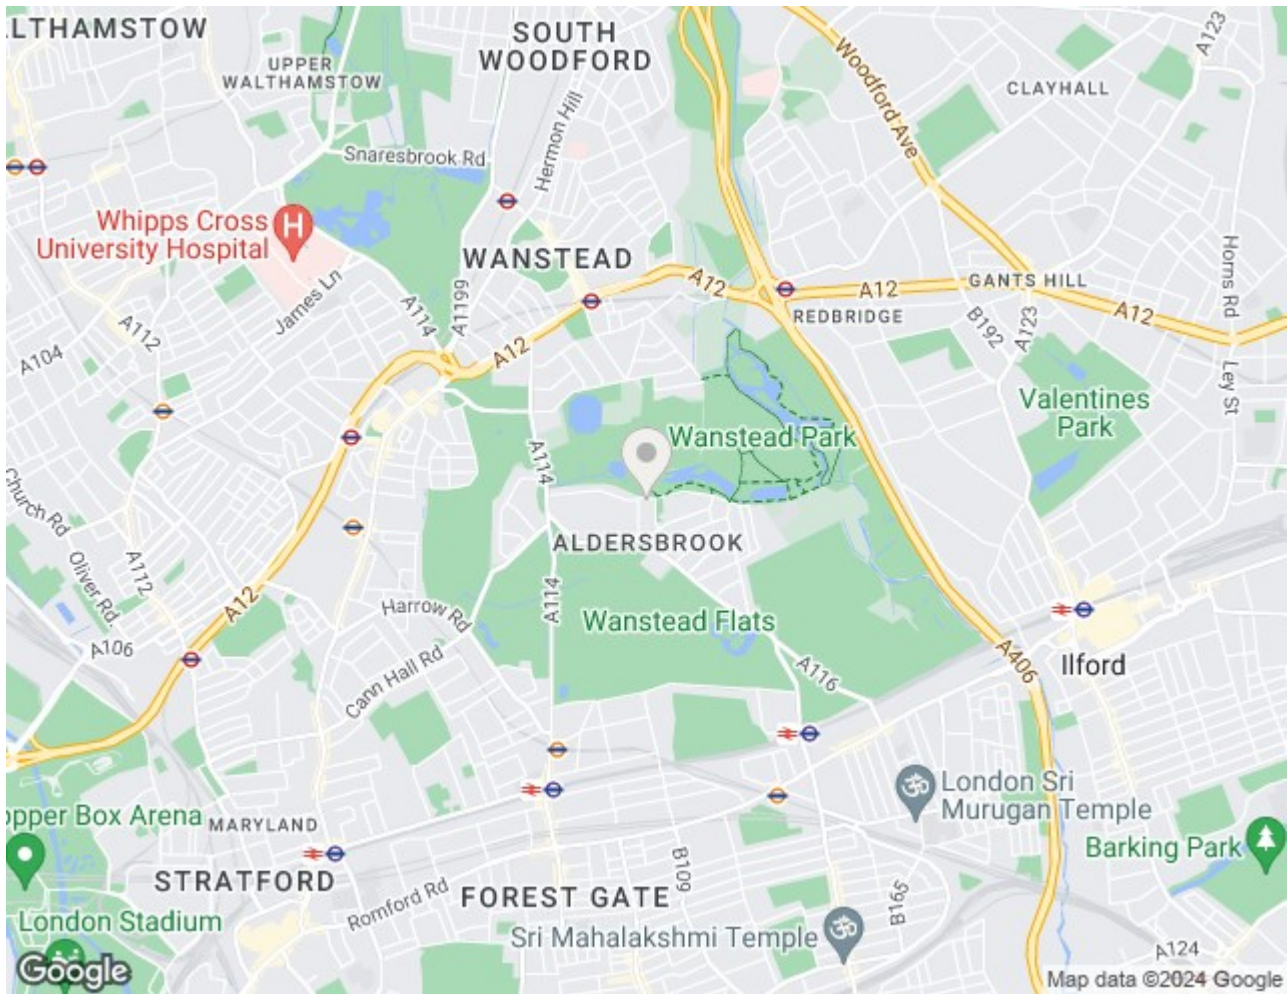 LTHAMSTOW
SOUTH
WOODFORD
A123
UPPER
WALTHAMSTOW
Woodford Ave
CLAYHALL
Hermon Hill
Snaresbrook Rd
Whipps Cross
University Hospital
H
WANSTEAD
James Ln
A114
A1199
A12
A12
A12
GANTS HILL
REDBRIDGE
A12
Horns Rd
A112
A104
A12
B192
A123
Ley St
Valentines
Park
Wanstead Park
A114
Church Rd
ALDERSBROOK
A112
Oliver Rd.
A12
A114
Harrow Rd
Wanstead Flats
A106
Cann Hall Rd
A116
A406
Ilford
London Sri
Murugan Temple
opper Box Arena
MARYLAND
Barking Park
STRATFORD
Romford Rd
FOREST GATE
B109
B165
London Stadium
Sri Mahalakshmi Temple
A124
Google
Map data ©2024 Google